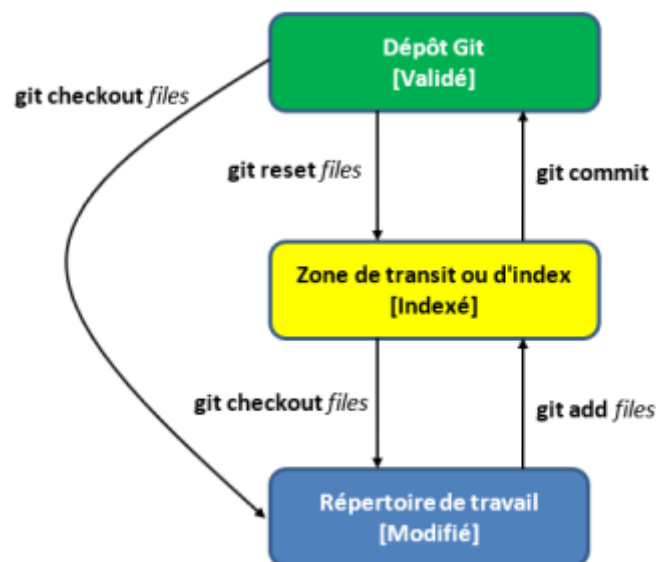 Dépôt Git
[Validé]
git checkout files
git reset files
git commit
Zone de transit ou d'index
[Indexé]
git checkout files
git add files
Répertoire de travail
[Modifié]